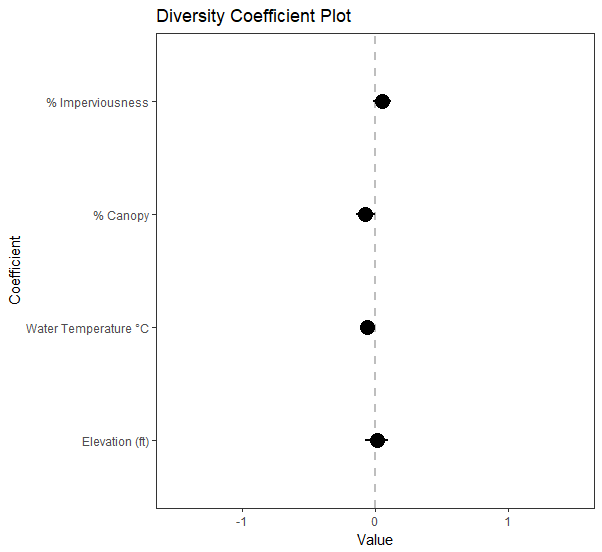 Diversity Coefficient Plot
% Imperviousness
% Canopy
Water Temperature °C
Elevation (ft)
Coefficient
-1 0 1
Value